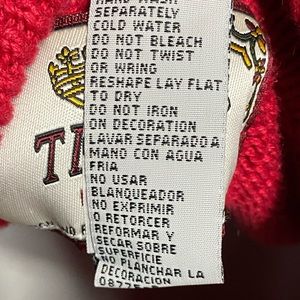 HAND WASH
SEPARATELY
COLD WATER
DO NOT BLEACH
DO NOT TWIST
OR WRING
RESHAPE LAY FLAT
TO DRY
DO NOT IRON
ON DECORATION
LAVAR SEPARADO A
MANO CON AGUA
FRIA
NO USAR
BLANQUEADOR
NO EXPRIMIR
O RETORCER
REFORMAR Y
SECAR SOBRE
SUPERFICIE
NO PLANCHAR LA
DECORACION